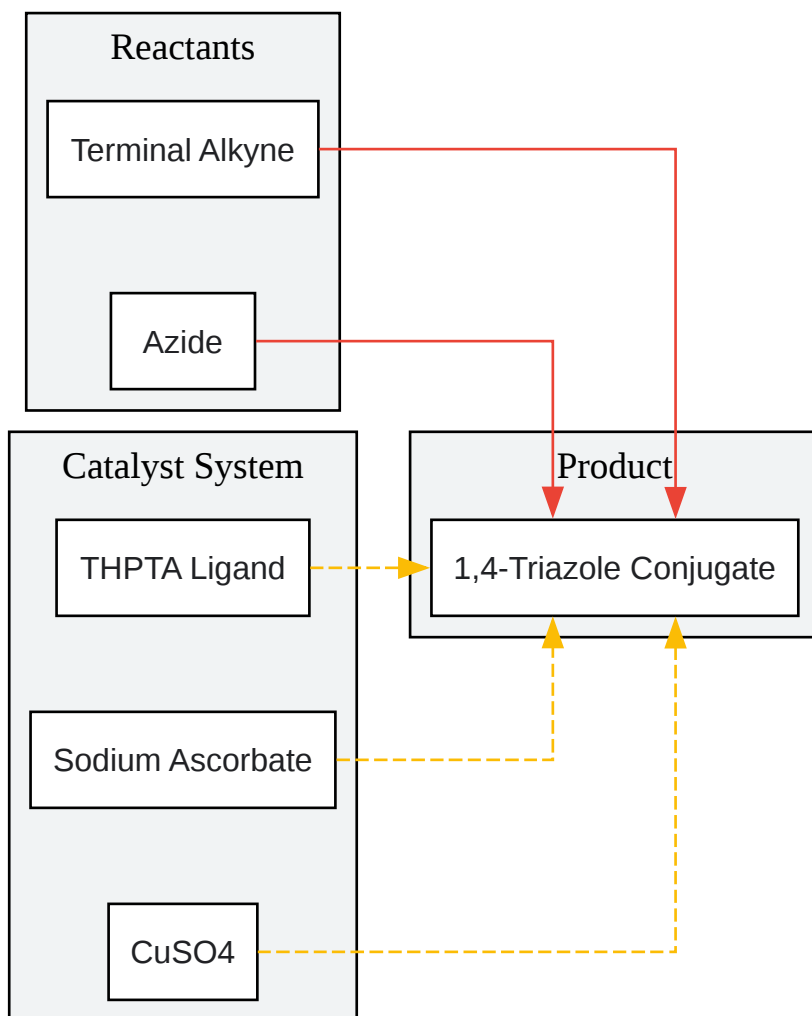 Reactants
Terminal Alkyne
Azide
Catalyst System
THPTA Ligand
Sodium Ascorbate
CuSO4
Product
1,4-Triazole Conjugate